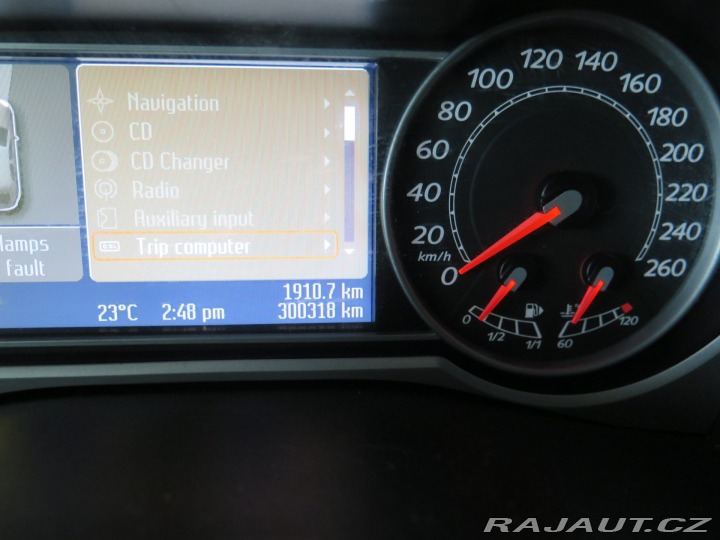 Navigation
CD
CD Changer
Radio
Auxiliary input
Trip computer
lamps
fault
1910.7 km
23°C 2:48 pm 300318 km
0 20 40 60 80 100 120 140 160 180 200 220 240 260
km/h
0 1/2 1/1
60 120
RAJAUT.CZ